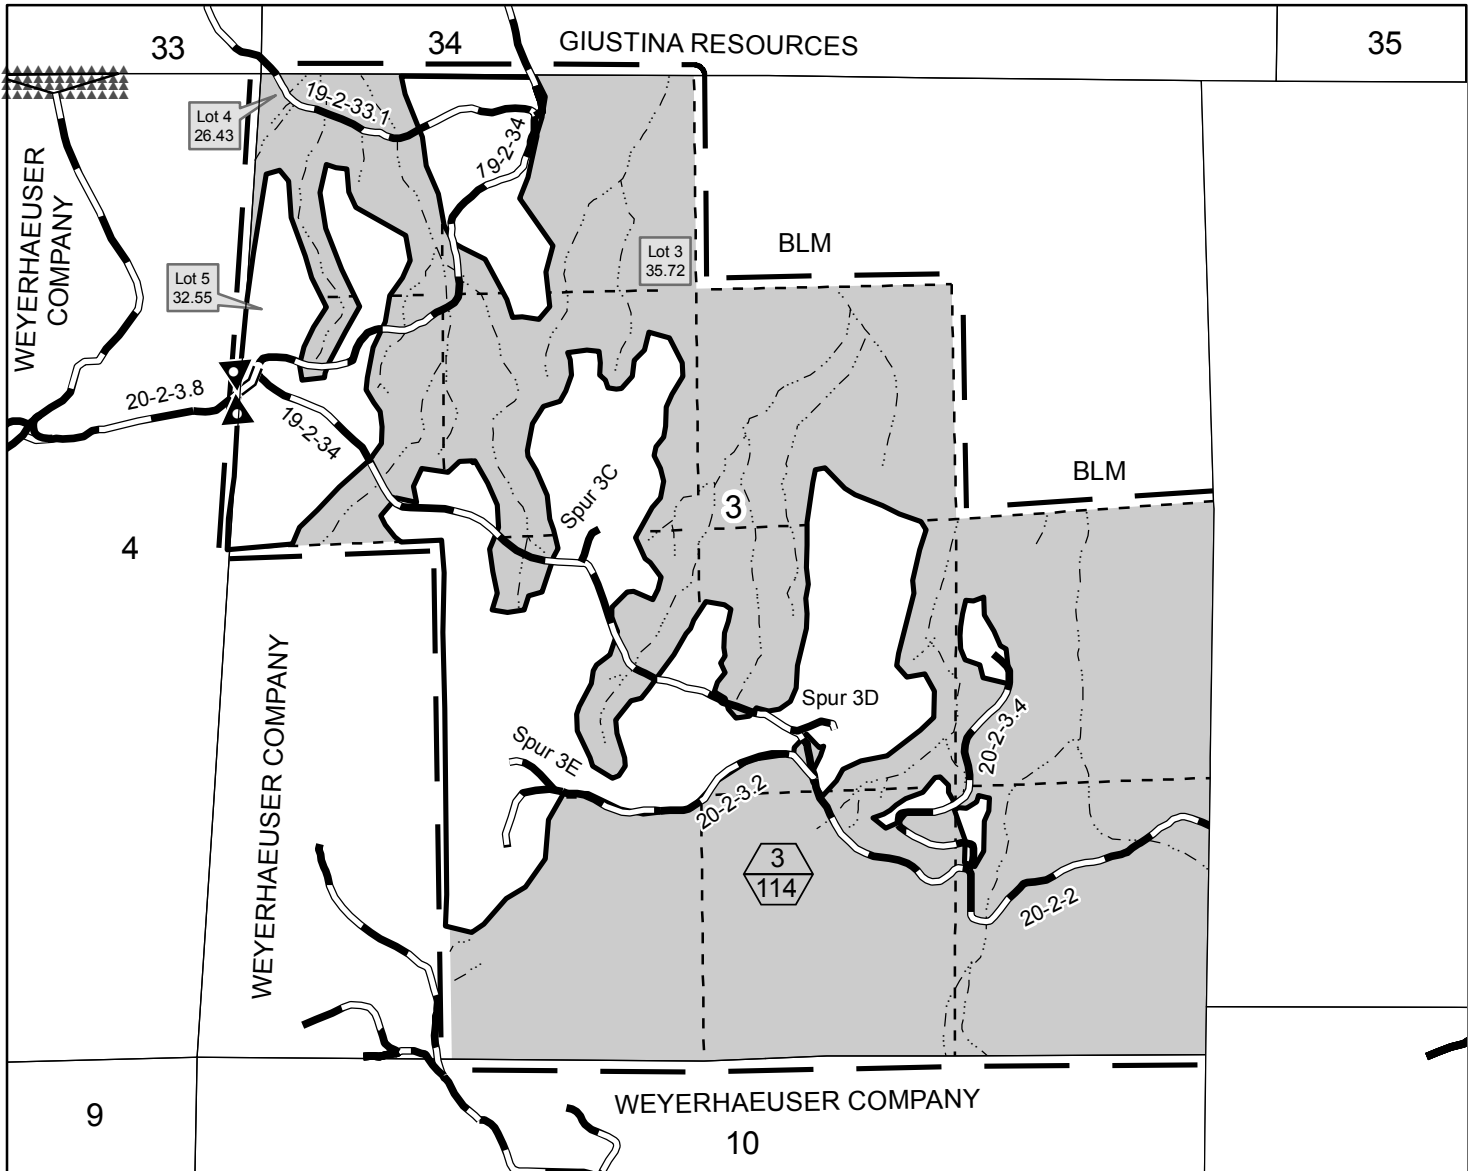 33
34
GIUSTINA RESOURCES
35
Lot 4
26.43
19-2-33.1
19-2-34
WEYERHAEUSER
COMPANY
Lot 3
35.72
BLM
Lot 5
32.55
20-2-3.8
19-2-34
BLM
Spur 3C
3
4
WEYERHAEUSER COMPANY
Spur 3D
Spur 3E
20-2-3.4
20-2-3.2
3
114
20-2-2
WEYERHAEUSER COMPANY
9
10